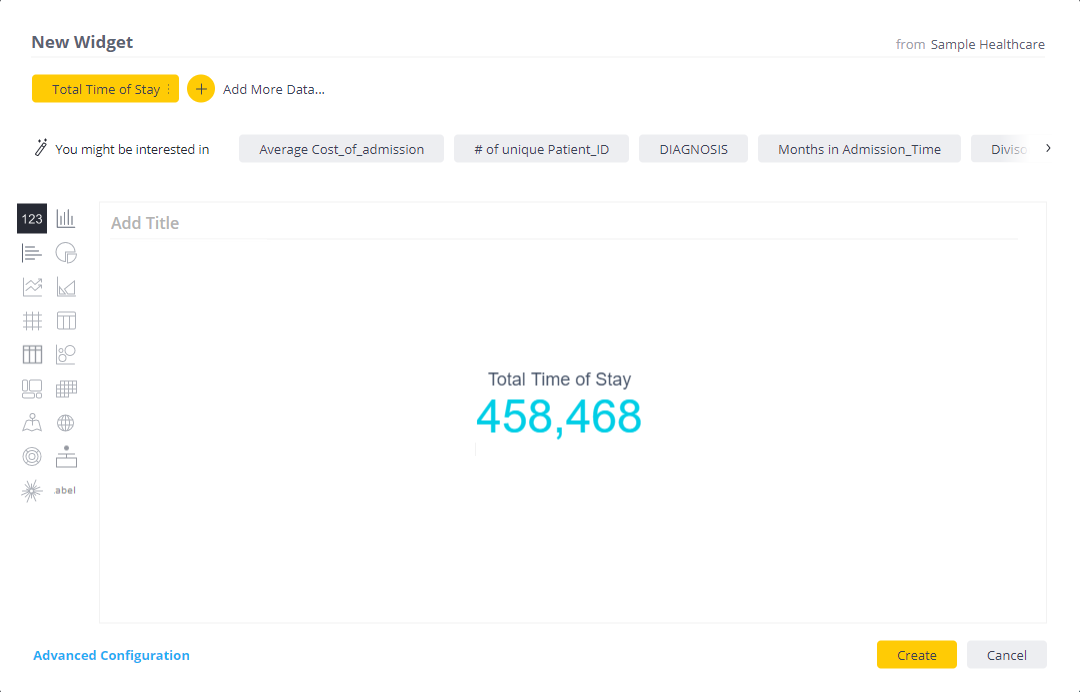 New Widget
from Sample Healthcare
Total Time of Stay
+ Add More Data...
You might be interested in
Average Cost_of_admission
# of unique Patient_ID
DIAGNOSIS
Months in Admission_Time
Diviso
123
Add Title
Total Time of Stay
458,468
abel
Advanced Configuration
Create
Cancel